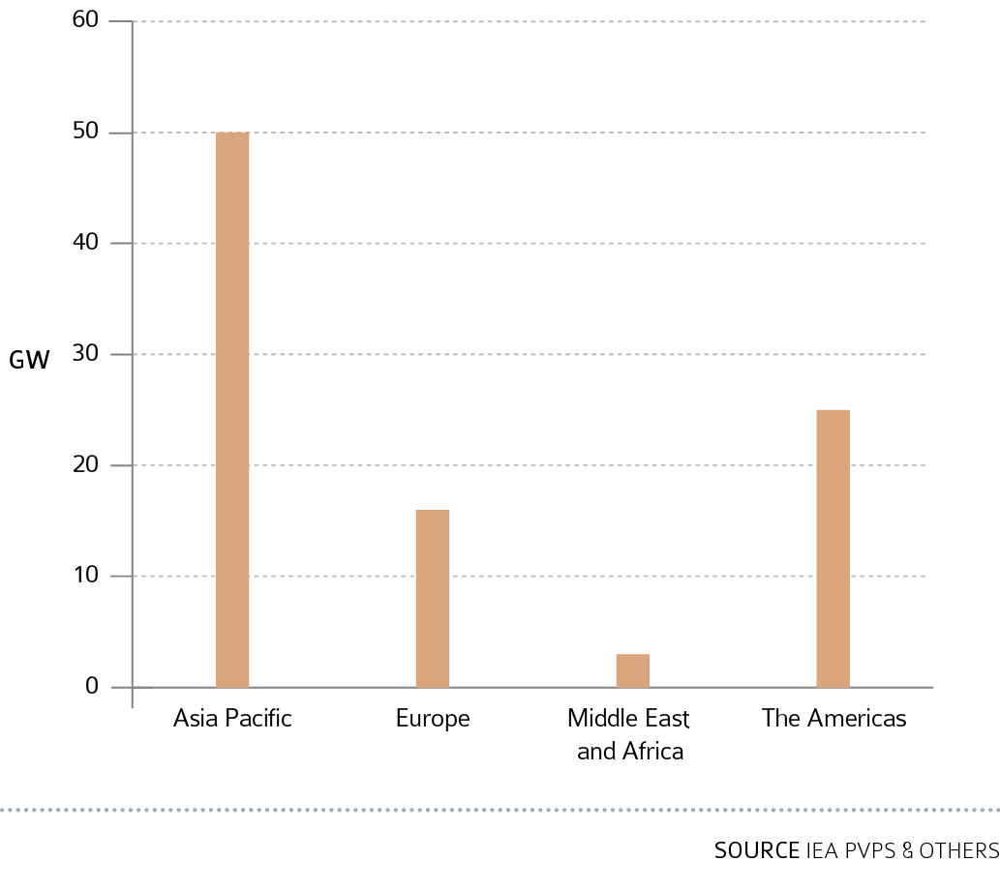 60
50
40
GW
30
20
10
0
Asia Pacific
Europe
Middle East
and Africa
The Americas
SOURCE IEA PVPS & OTHERS